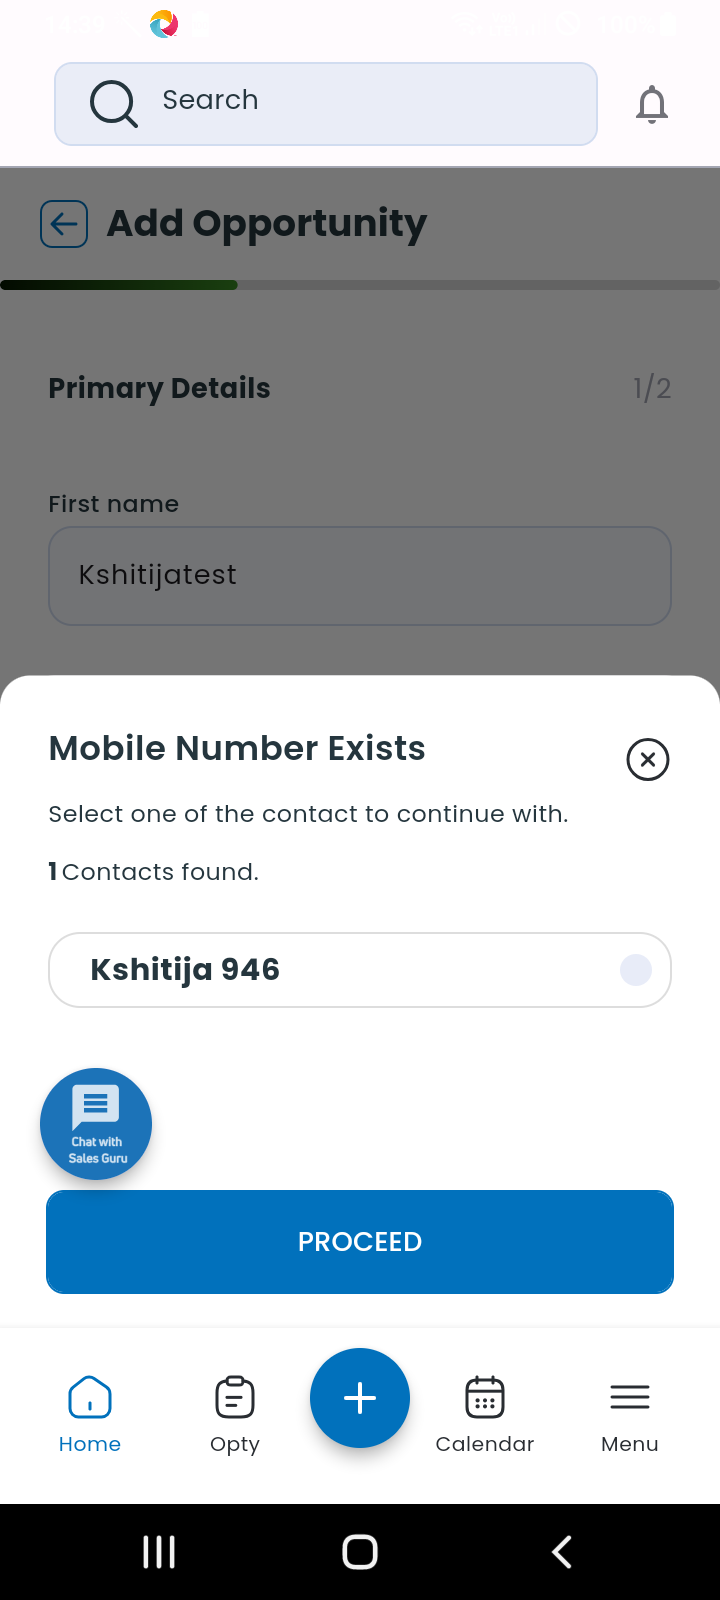 Search
Add Opportunity
Primary Details
1/2
First name
Kshitijatest
Mobile Number Exists
Select one of the contact to continue with.
1 Contacts found.
Kshitija 946
Chat with
Sales Guru
PROCEED
Home
Opty
Calendar
Menu